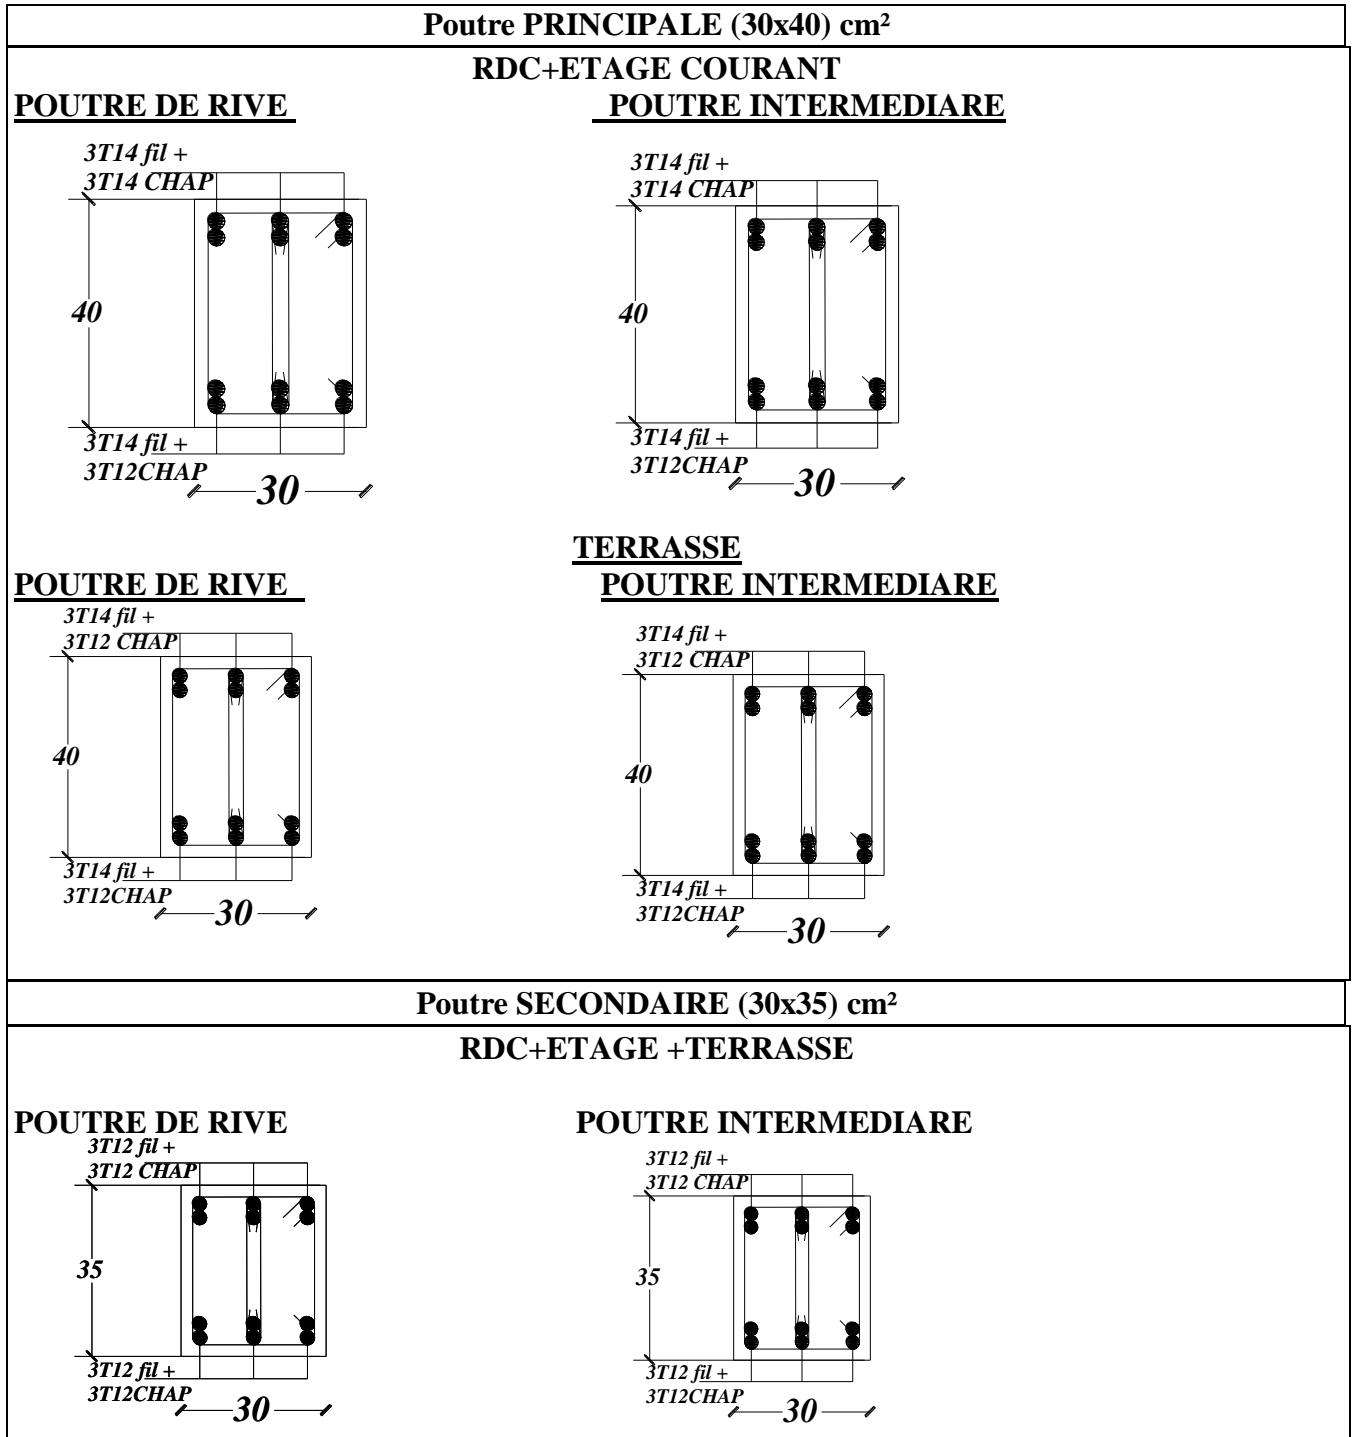 Poutre PRINCIPALE (30x40) cm²
RDC+ETAGE COURANT
POUTRE DE RIVE
POUTRE INTERMEDIARE
3T14 fil +
3T14 CHAP
40
3T14 fil +
3T12CHAP
30
3T14 fil +
3T14 CHAP
40
3T14 fil +
3T12CHAP
30
TERRASSE
POUTRE DE RIVE
POUTRE INTERMEDIARE
3T14 fil +
3T12 CHAP
40
3T14 fil +
3T12CHAP
30
3T14 fil +
3T12 CHAP
40
3T14 fil +
3T12CHAP
30
Poutre SECONDAIRE (30x35) cm²
RDC+ETAGE +TERRASSE
POUTRE DE RIVE
POUTRE INTERMEDIARE
3T12 fil +
3T12 CHAP
35
3T12 fil +
3T12CHAP
30
3T12 fil +
3T12 CHAP
35
3T12 fil +
3T12CHAP
30